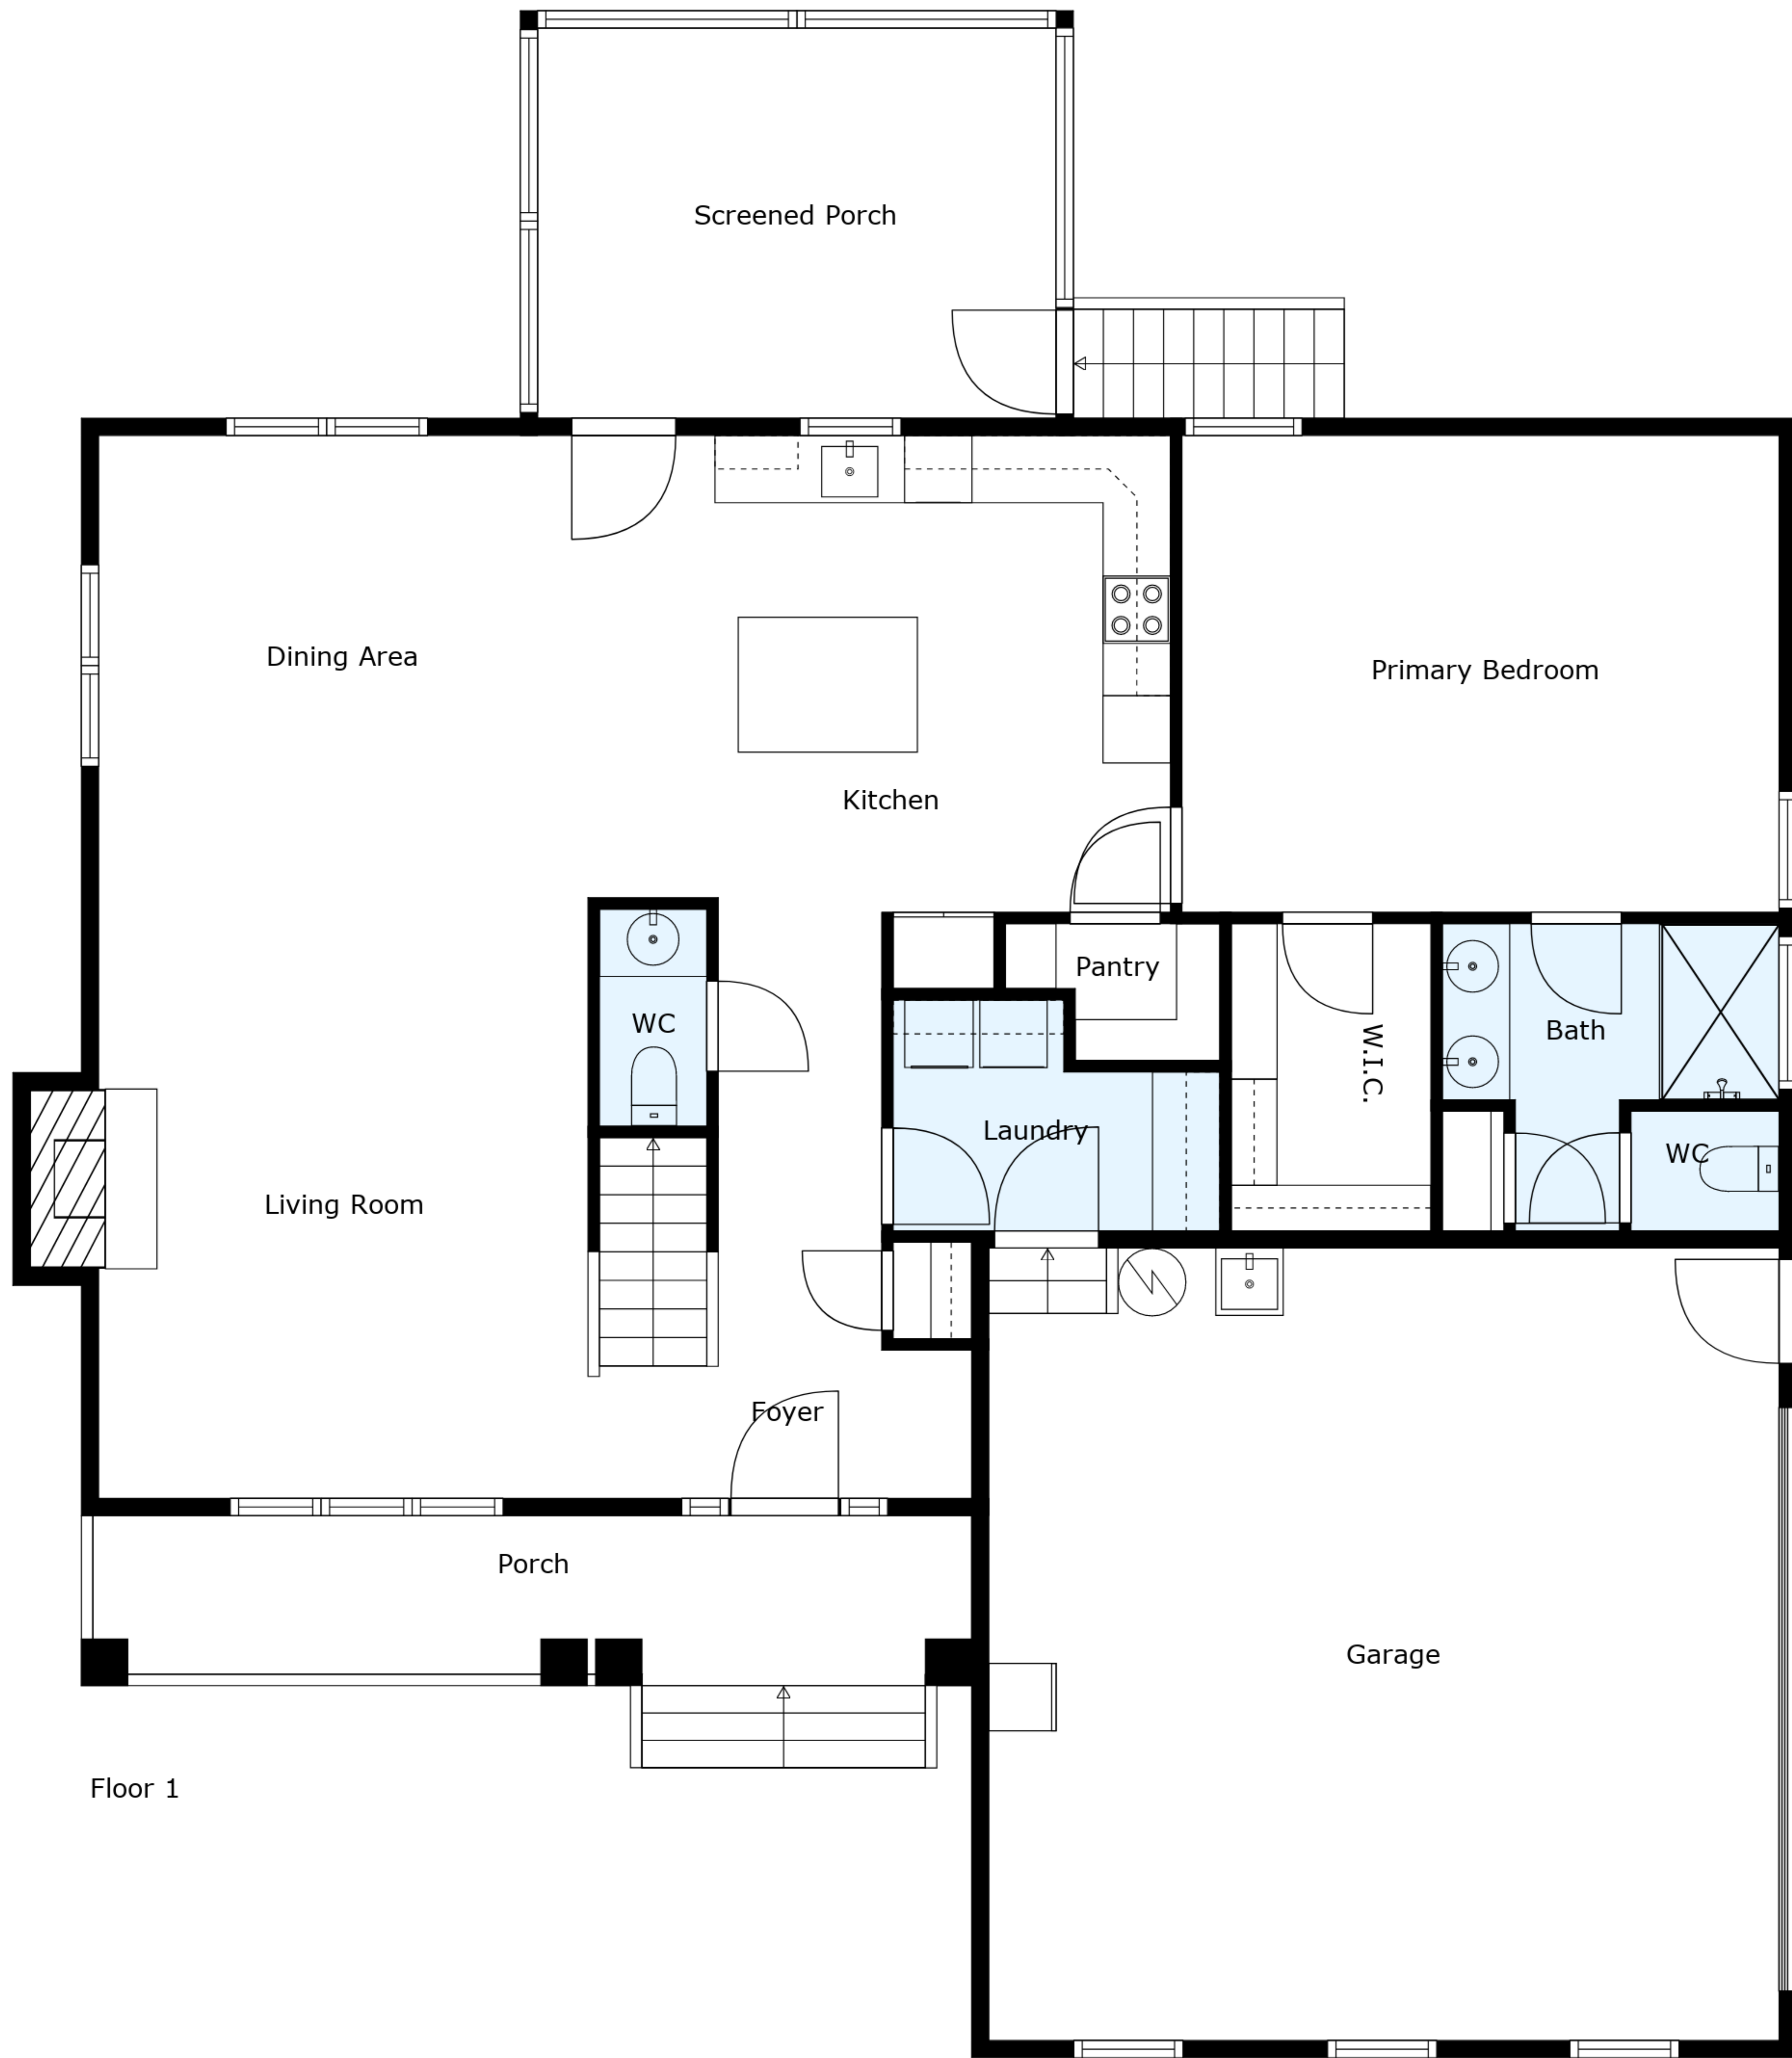 Screened Porch
Dining Area
Primary Bedroom
Kitchen
Pantry
WC
W.I.C.
Bath
Laundry
WC
Living Room
Foyer
Porch
Garage
Floor 1